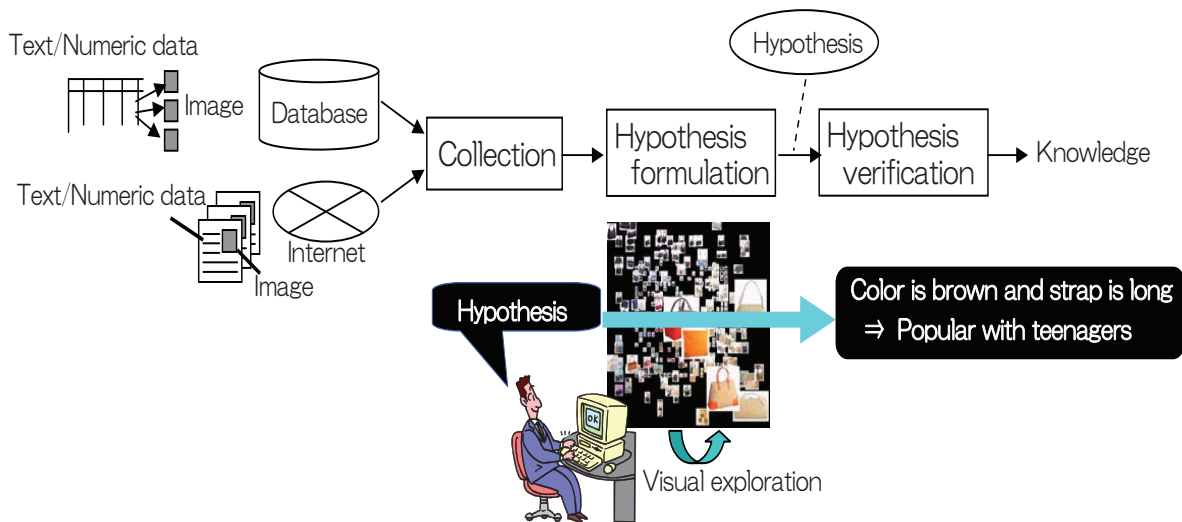 Text/Numeric data
Image
Database
Collection
Hypothesis
formulation
Hypothesis
Hypothesis
verification
Knowledge
Text/Numeric data
Image
Internet
Hypothesis
OK
Visual exploration
Color is brown and strap is long
⇒ Popular with teenagers